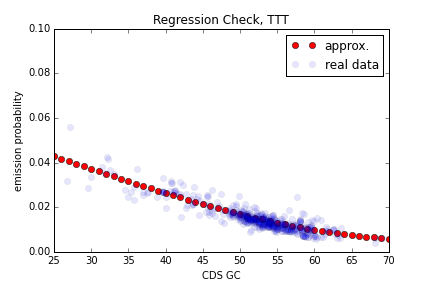 Regression Check, TTT
0.10
0.08
0.06
0.04
0.02
0.00
emission probability
approx.
real data
25 30 35 40 45 50 55 60 65 70
CDS GC